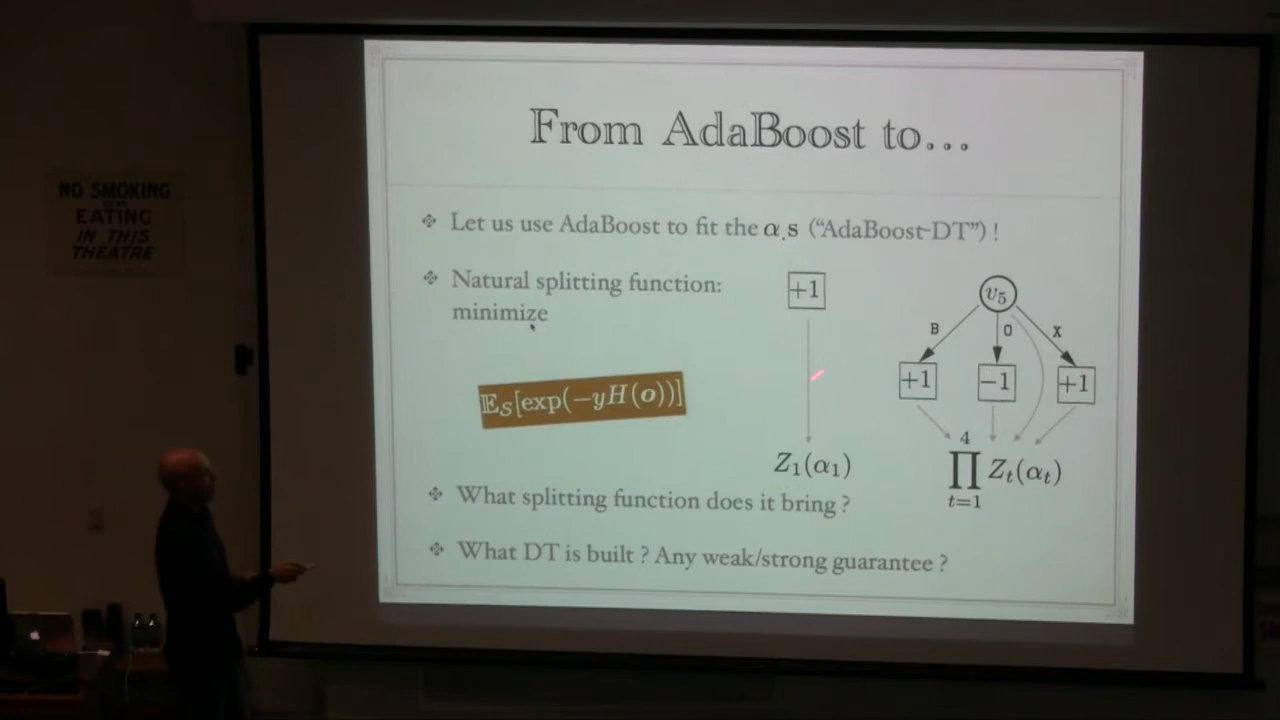 NO SMOKING
OR
EATING
IN THIS
THEATRE
From AdaBoost to...
Let us use AdaBoost to fit the α.s ("AdaBoost-DT") !
Natural splitting function:
minimize
𝔼_S[exp(−yH(o))]
+1
Z₁(α₁)
v₅
B O X
+1 −1 +1
4
∏ Zₜ(αₜ)
t=1
What splitting function does it bring ?
What DT is built ? Any weak/strong guarantee ?